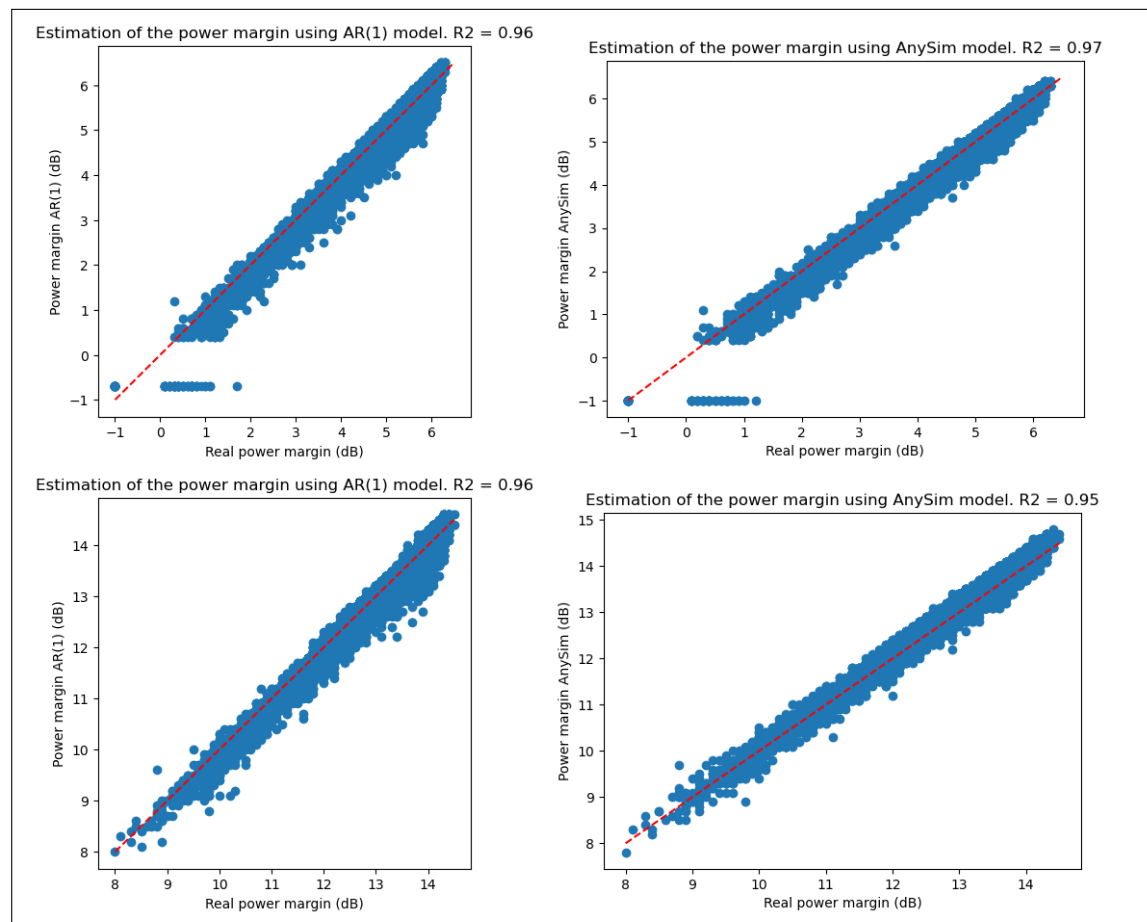 Estimation of the power margin using AR(1) model. R2 = 0.96
Power margin AR(1) (dB)
6
5
4
3
2
1
0
−1
−1 0 1 2 3 4 5 6
Real power margin (dB)
Estimation of the power margin using AnySim model. R2 = 0.97
Power margin AnySim (dB)
6
5
4
3
2
1
0
−1
−1 0 1 2 3 4 5 6
Real power margin (dB)
Estimation of the power margin using AR(1) model. R2 = 0.96
Power margin AR(1) (dB)
14
13
12
11
10
9
8
8 9 10 11 12 13 14
Real power margin (dB)
Estimation of the power margin using AnySim model. R2 = 0.95
Power margin AnySim (dB)
15
14
13
12
11
10
9
8
8 9 10 11 12 13 14
Real power margin (dB)